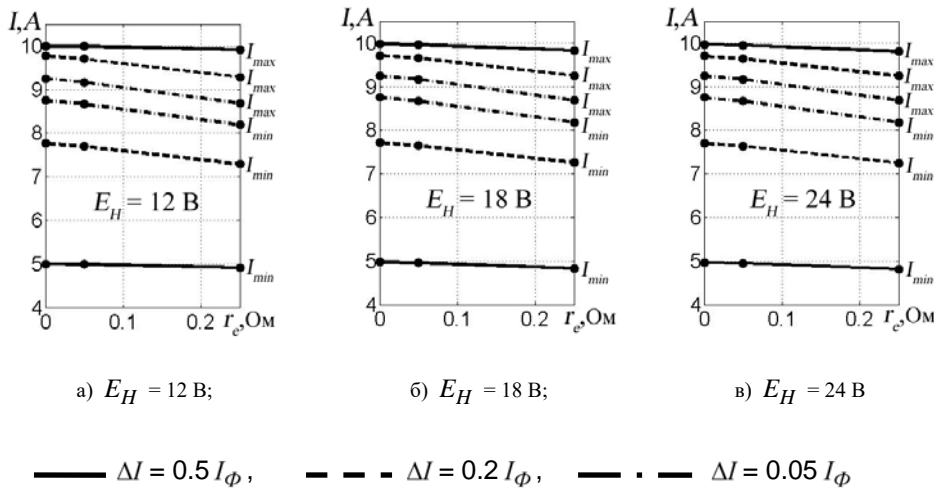 I,A
10
9
8
7
6
5
4
0
0.1
0.2
r_e,Ом
I_max
I_max
I_max
I_min
I_min
I_min
E_H = 12 В
I,A
10
9
8
7
6
5
4
0
0.1
0.2
r_e,Ом
I_max
I_max
I_max
I_min
I_min
I_min
E_H = 18 В
I,A
10
9
8
7
6
5
4
0
0.1
0.2
r_e,Ом
I_max
I_max
I_max
I_min
I_min
I_min
E_H = 24 В
а) E_H = 12 В;
б) E_H = 18 В;
в) E_H = 24 В
ΔI = 0.5 I_Ф ,
ΔI = 0.2 I_Ф ,
ΔI = 0.05 I_Ф